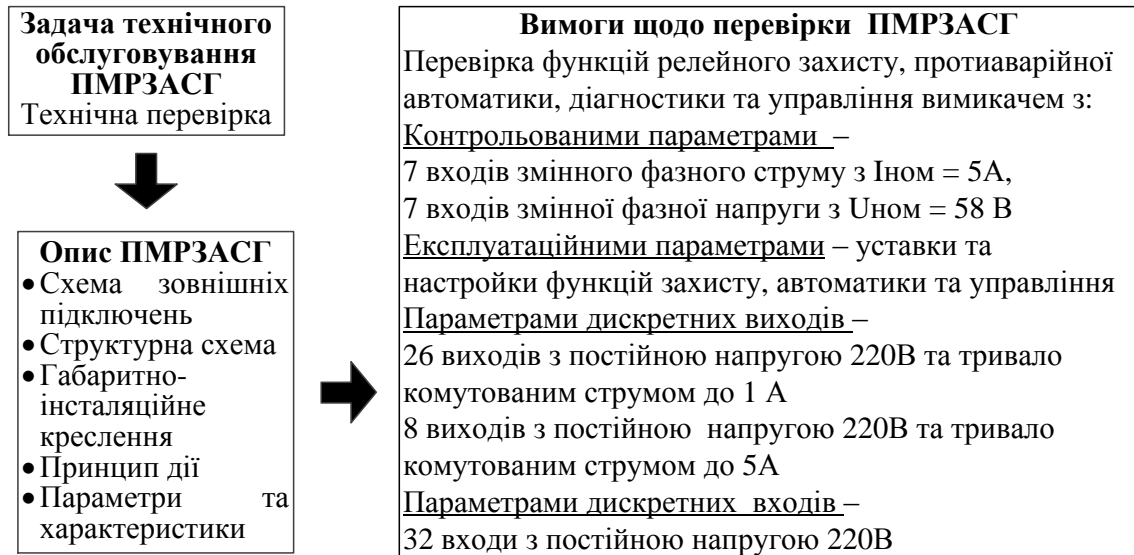 Задача технічного
обслуговування
ПМРЗАСГ
Технічна перевірка
Опис ПМРЗАСГ
•Схема зовнішніх
підключень
•Структурна схема
•Габаритно-
інсталяційне
креслення
•Принцип дії
•Параметри та
характеристики
Вимоги щодо перевірки ПМРЗАСГ
Перевірка функцій релейного захисту, протиаварійної
автоматики, діагностики та управління вимикачем з:
Контрольованими параметрами –
7 входів змінного фазного струму з Iном = 5А,
7 входів змінної фазної напруги з Uном = 58 В
Експлуатаційними параметрами – уставки та
настройки функцій захисту, автоматики та управління
Параметрами дискретних виходів –
26 виходів з постійною напругою 220В та тривало
комутованим струмом до 1 А
8 виходів з постійною напругою 220В та тривало
комутованим струмом до 5А
Параметрами дискретних входів –
32 входи з постійною напругою 220В